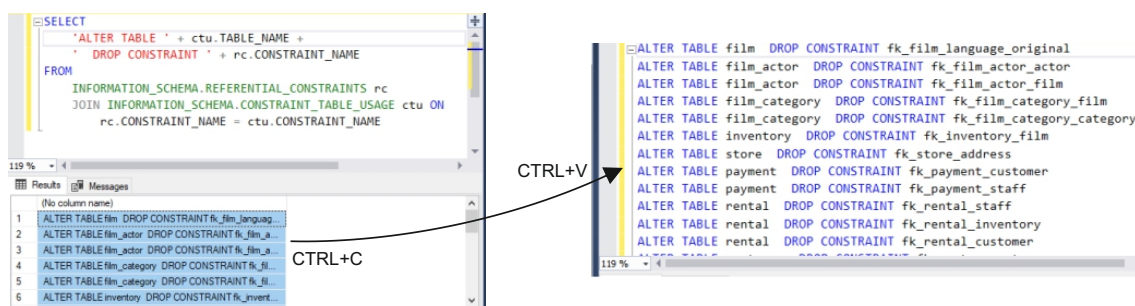 SELECT
'ALTER TABLE ' + ctu.TABLE_NAME +
'  DROP CONSTRAINT ' + rc.CONSTRAINT_NAME
FROM
INFORMATION_SCHEMA.REFERENTIAL_CONSTRAINTS rc
JOIN INFORMATION_SCHEMA.CONSTRAINT_TABLE_USAGE ctu ON
rc.CONSTRAINT_NAME = ctu.CONSTRAINT_NAME
119 %
Results Messages
(No column name)
1 ALTER TABLE film  DROP CONSTRAINT fk_film_languag...
2 ALTER TABLE film_actor  DROP CONSTRAINT fk_film_a...
3 ALTER TABLE film_actor  DROP CONSTRAINT fk_film_a...
4 ALTER TABLE film_category  DROP CONSTRAINT fk_fil...
5 ALTER TABLE film_category  DROP CONSTRAINT fk_fil...
6 ALTER TABLE inventory  DROP CONSTRAINT fk_invent...
CTRL+C
CTRL+V
ALTER TABLE film  DROP CONSTRAINT fk_film_language_original
ALTER TABLE film_actor  DROP CONSTRAINT fk_film_actor_actor
ALTER TABLE film_actor  DROP CONSTRAINT fk_film_actor_film
ALTER TABLE film_category  DROP CONSTRAINT fk_film_category_film
ALTER TABLE film_category  DROP CONSTRAINT fk_film_category_category
ALTER TABLE inventory  DROP CONSTRAINT fk_inventory_film
ALTER TABLE store  DROP CONSTRAINT fk_store_address
ALTER TABLE payment  DROP CONSTRAINT fk_payment_customer
ALTER TABLE payment  DROP CONSTRAINT fk_payment_staff
ALTER TABLE rental  DROP CONSTRAINT fk_rental_staff
ALTER TABLE rental  DROP CONSTRAINT fk_rental_inventory
ALTER TABLE rental  DROP CONSTRAINT fk_rental_customer
119 %